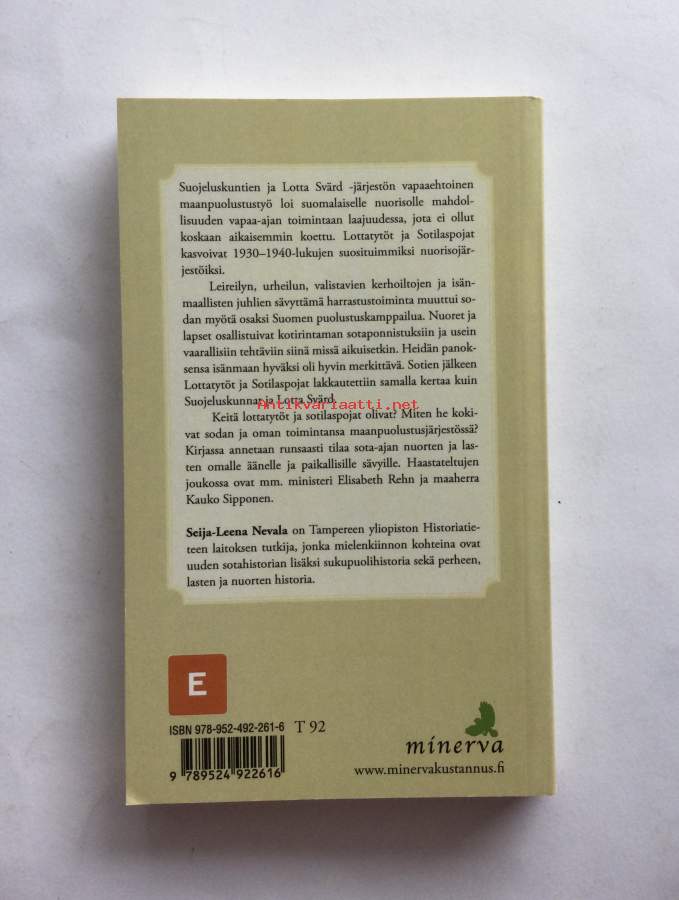 Suojeluskuntien ja Lotta Svärd -järjestön vapaaehtoinen
maanpuolustustyö loi suomalaiselle nuorisolle mahdol-
lisuuden vapaa-ajan toimintaan laajuudessa, jota ei ollut
koskaan aikaisemmin koettu. Lottatytöt ja Sotilaspojat
kasvoivat 1930–1940-lukujen suosituimmiksi nuorisojär-
jestöiksi.
Leireilyn, urheilun, valistavien kerhoiltojen ja isän-
maallisten juhlien sävyttämä harrastustoiminta muuttui so-
dan myötä osaksi Suomen puolustuskamppailua. Nuoret ja
lapset osallistuivat kotirintaman sotaponnistuksiin ja usein
vaarallisiin tehtäviin siinä missä aikuisetkin. Heidän panok-
sensa isänmaan hyväksi oli hyvin merkittävä. Sotien jälkeen
Lottatytöt ja Sotilaspojat lakkautettiin samalla kertaa kuin
Suojeluskunnat ja Lotta Svärd.
Antikvariaatti.net
Keitä lottatytöt ja sotilaspojat olivat? Miten he koki-
vat sodan ja oman toimintansa maanpuolustusjärjestössä?
Kirjassa annetaan runsaasti tilaa sota-ajan nuorten ja las-
ten omalle äänelle ja paikallisille sävyille. Haastateltujen
joukossa ovat mm. ministeri Elisabeth Rehn ja maaherra
Kauko Sipponen.
Seija-Leena Nevala on Tampereen yliopiston Historiatie-
teen laitoksen tutkija, jonka mielenkiinnon kohteina ovat
uuden sotahistorian lisäksi sukupuolihistoria sekä perheen,
lasten ja nuorten historia.
E
ISBN 978-952-492-261-6 T 92
9 789524 922616
minerva
www.minervakustannus.fi